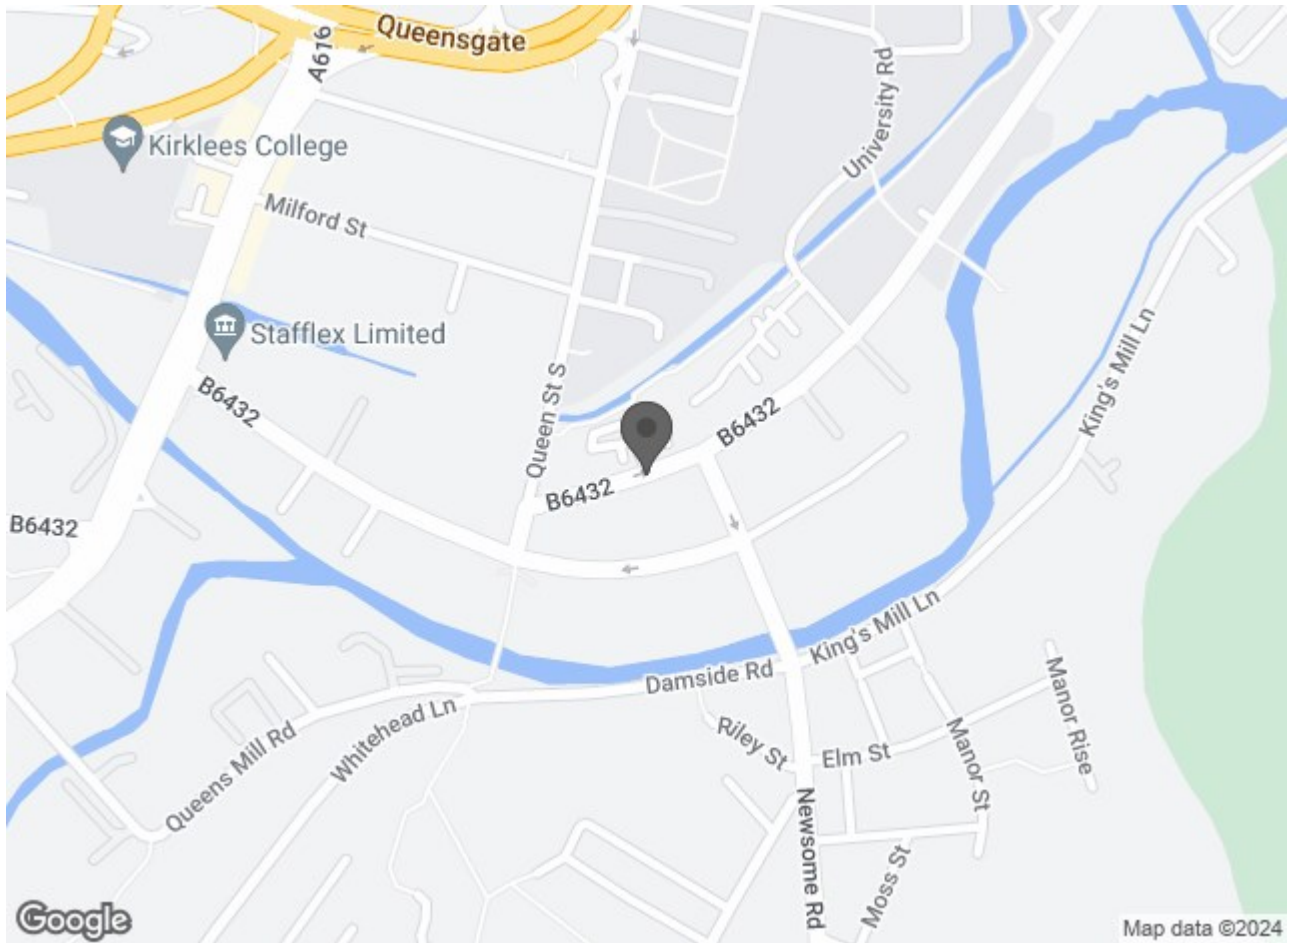 Queensgate
A616
University Rd
Kirklees College
Milford St
Stafflex Limited
King's Mill Ln
B6432
Queen St S
B6432
B6432
B6432
King's Mill Ln
Damside Rd
Manor Rise
Whitehead Ln
Queens Mill Rd
Riley St
Elm St
Manor St
Newsome Rd
Moss St
Google
Map data ©2024